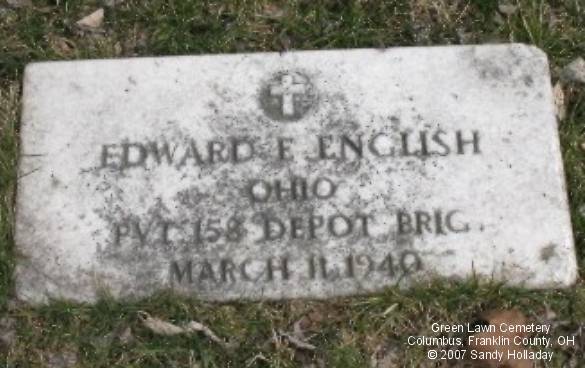 EDWARD F. ENGLISH
OHIO
PVT. 158 DEPOT BRIG.
MARCH 11, 1940
Green Lawn Cemetery
Columbus, Franklin County, OH
© 2007 Sandy Holladay